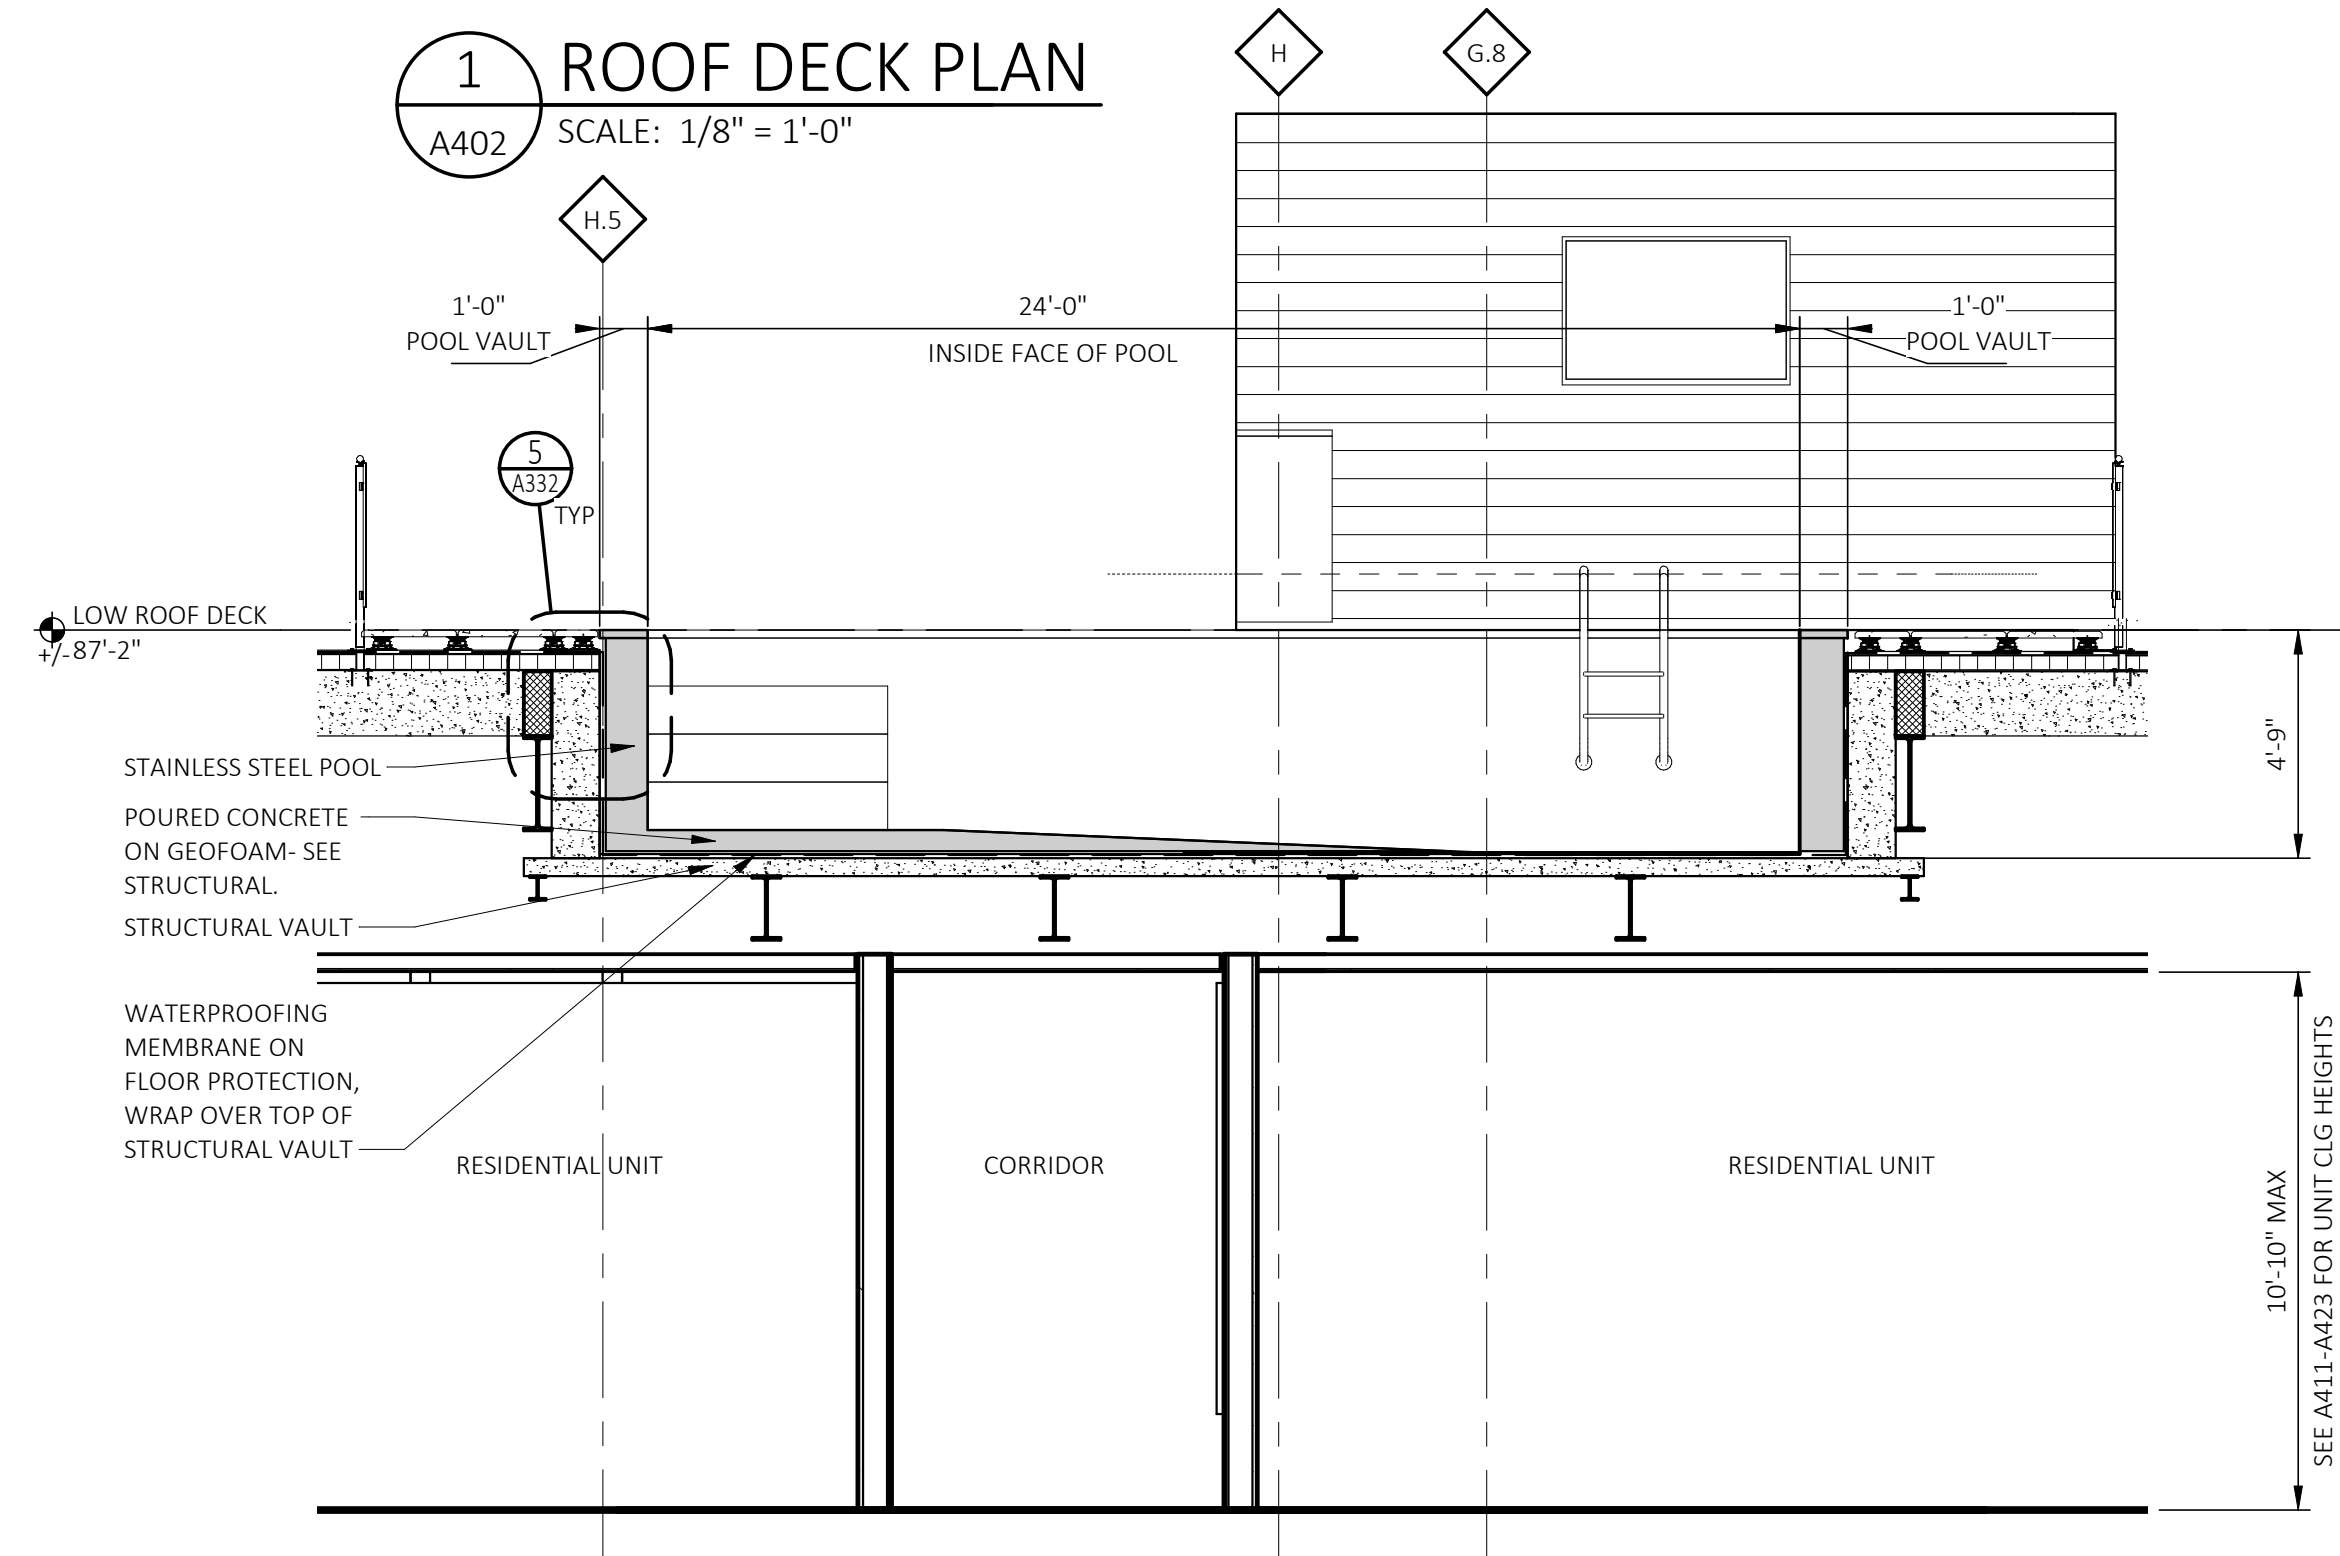 1
A402
ROOF DECK PLAN
SCALE: 1/8" = 1'-0"
H
G.8
H.5
1'-0"
POOL VAULT
24'-0"
INSIDE FACE OF POOL
1'-0"
POOL VAULT
5
A332
TYP
LOW ROOF DECK
+/-87'-2"
4'-9"
STAINLESS STEEL POOL
POURED CONCRETE
ON GEOFOAM- SEE
STRUCTURAL.
STRUCTURAL VAULT
WATERPROOFING
MEMBRANE ON
FLOOR PROTECTION,
WRAP OVER TOP OF
STRUCTURAL VAULT
RESIDENTIAL UNIT
CORRIDOR
RESIDENTIAL UNIT
10'-10" MAX
SEE A411-A423 FOR UNIT CLG HEIGHTS